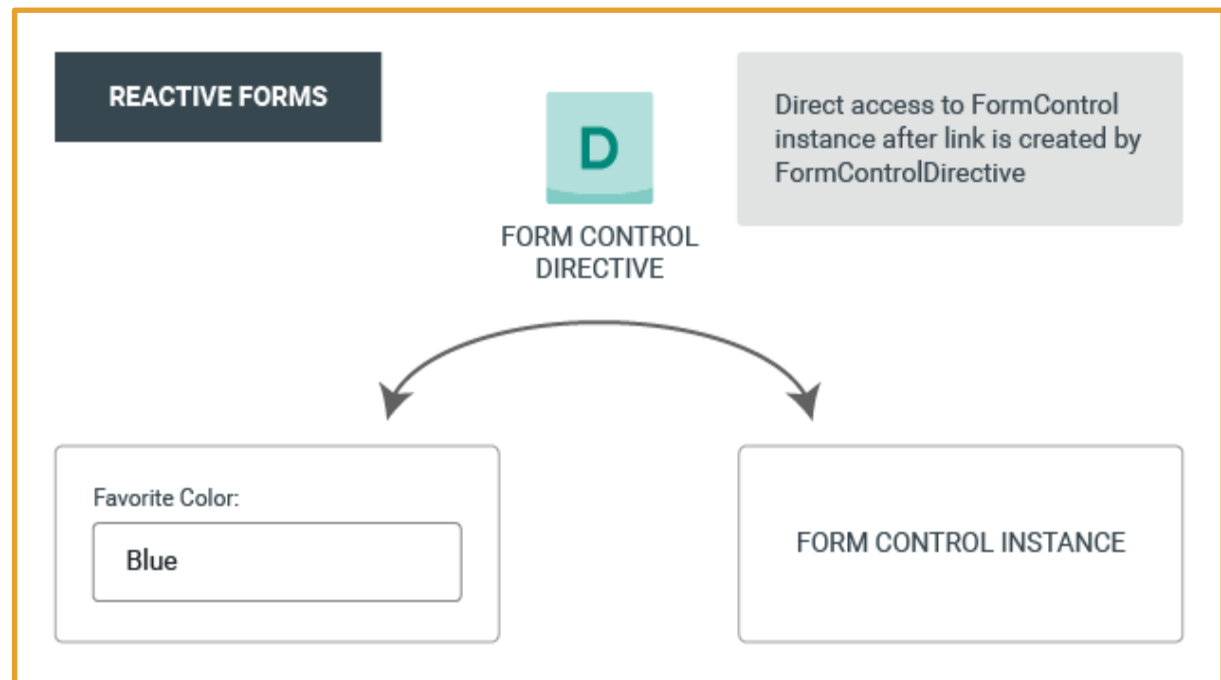 REACTIVE FORMS
D
FORM CONTROL
DIRECTIVE
Direct access to FormControl
instance after link is created by
FormControlDirective
Favorite Color:
Blue
FORM CONTROL INSTANCE